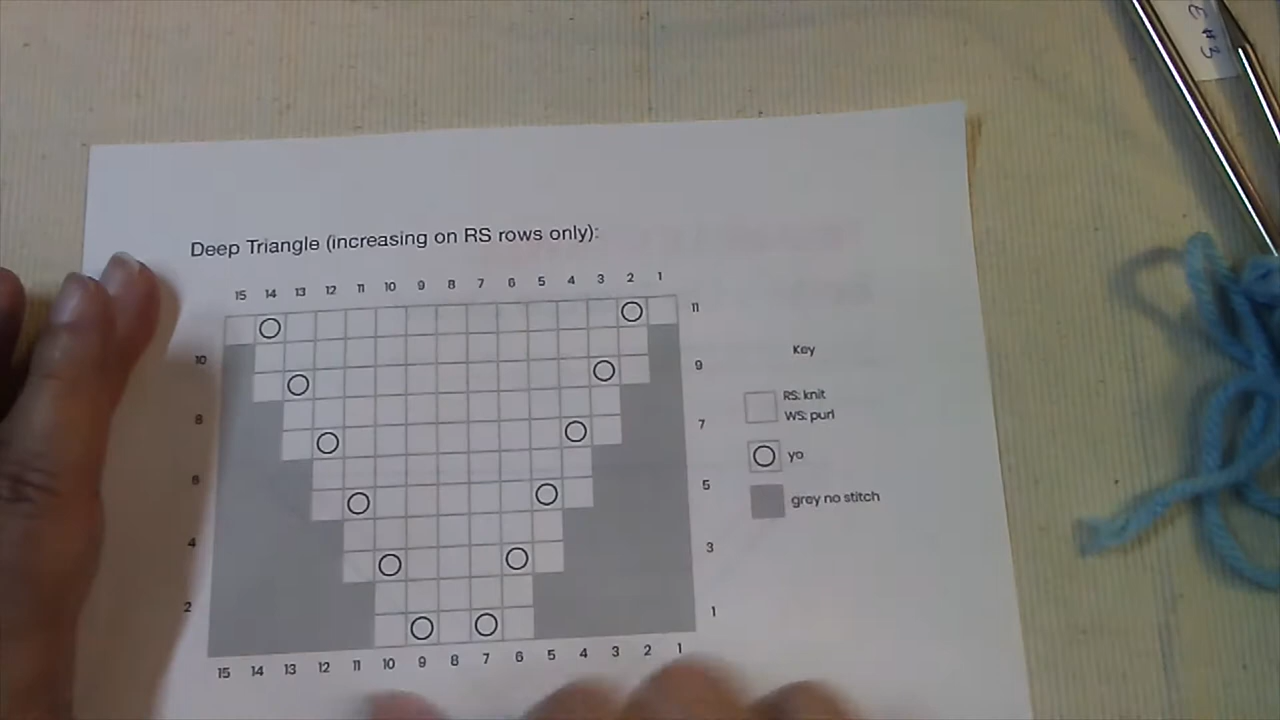 Deep Triangle (increasing on RS rows only):
15 14 13 12 11 10 9 8 7 6 5 4 3 2 1
11
10
9
Key
RS: knit
WS: purl
8
7
yo
6
5
grey no stitch
4
3
2
1
15 14 13 12 11 10 9 8 7 6 5 4 3 2 1